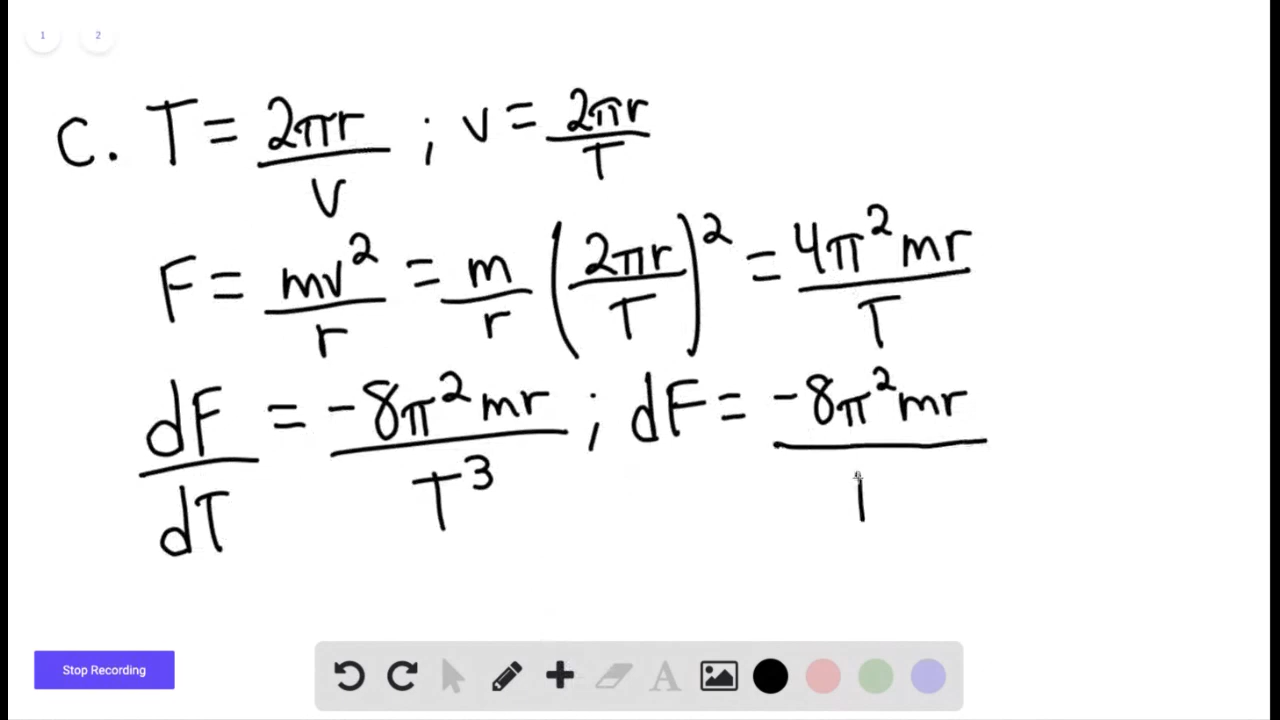 1 2
C. T = 2πr/v ; v = 2πr/T
F = mv²/r = m/r (2πr/T)² = 4π²mr/T
dF/dT = -8π²mr/T³ ; dF = -8π²mr/
Stop Recording
A